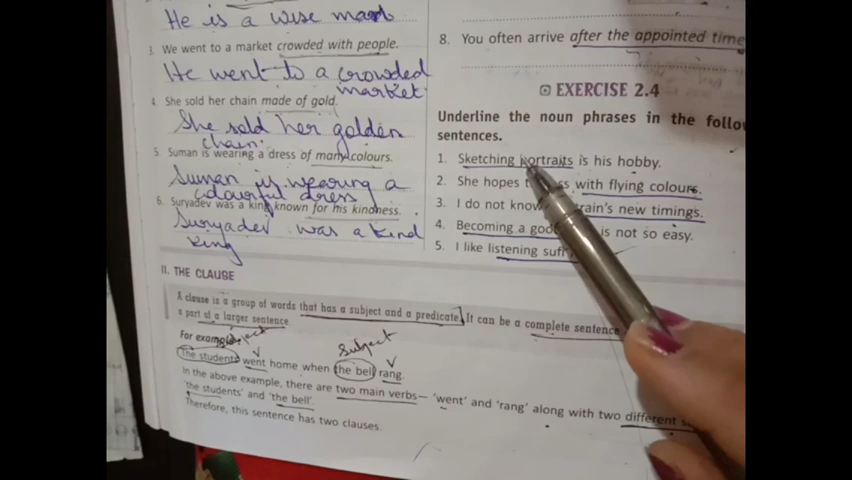 He is a wise man
3. We went to a market crowded with people.
He went to a crowded
market.
4. She sold her chain made of gold.
She sold her golden
chain.
5. Suman is wearing a dress of many colours.
Suman is wearing a
colourful dress
6. Suryadev was a king known for his kindness.
Suryadev was a kind
king
II. THE CLAUSE
A clause is a group of words that has a subject and a predicate. It can be a complete sentence
a part of a larger sentence
For example:
subject
Subject
The students went home when the bell rang.
In the above example, there are two main verbs— 'went' and 'rang' along with two different
'the students' and 'the bell'.
Therefore, this sentence has two clauses.
8. You often arrive after the appointed time
EXERCISE 2.4
Underline the noun phrases in the
sentences.
1. Sketching portraits is his hobby.
2. She hopes with flying colours.
3. I do not know train's new timings.
4. Becoming a is not so easy.
5. I like listening